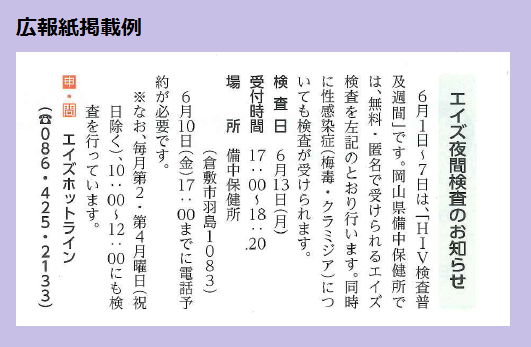 広報紙掲載例
エイズ夜間検査のお知らせ
6月1日〜7日は、「HIV検査普
及週間」です。岡山県備中保健所で
は、無料・匿名で受けられるエイズ
検査を左記のとおり行います。同時
に性感染症(梅毒・クラミジア)につ
いても検査が受けられます。
検査日 6月13日(月)
受付時間 17:00〜18:20
場所 備中保健所
(倉敷市羽島1083)
6月10日(金)17:00までに電話予
約が必要です。
※なお、毎月第2・第4月曜日(祝
日除く)、10:00〜12:00にも検
査を行っています。
申・問 エイズホットライン
(☎086・425・2133)